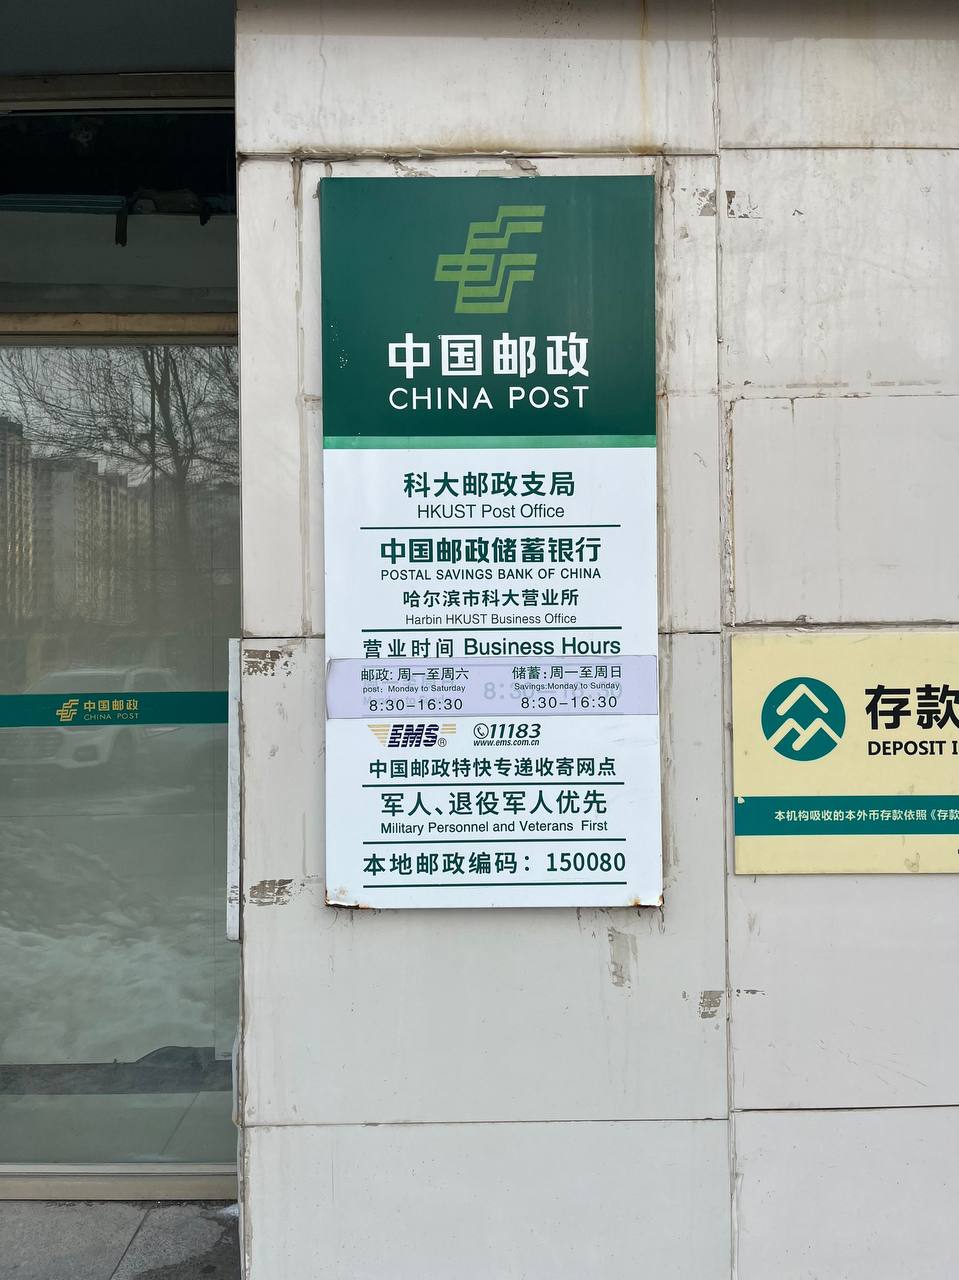 中国邮政
CHINA POST
科大邮政支局
HKUST Post Office
中国邮政储蓄银行
POSTAL SAVINGS BANK OF CHINA
哈尔滨市科大营业所
Harbin HKUST Business Office
营业时间 Business Hours
邮政: 周一至周六 储蓄: 周一至周日
post: Monday to Saturday Savings:Monday to Sunday
8:30-16:30 8:30-16:30
EMS® 11183
www.ems.com.cn
中国邮政特快专递收寄网点
军人、退役军人优先
Military Personnel and Veterans First
本地邮政编码：150080
中国邮政
CHINA POST
存款
DEPOSIT I
本机构吸收的本外币存款依照《存款